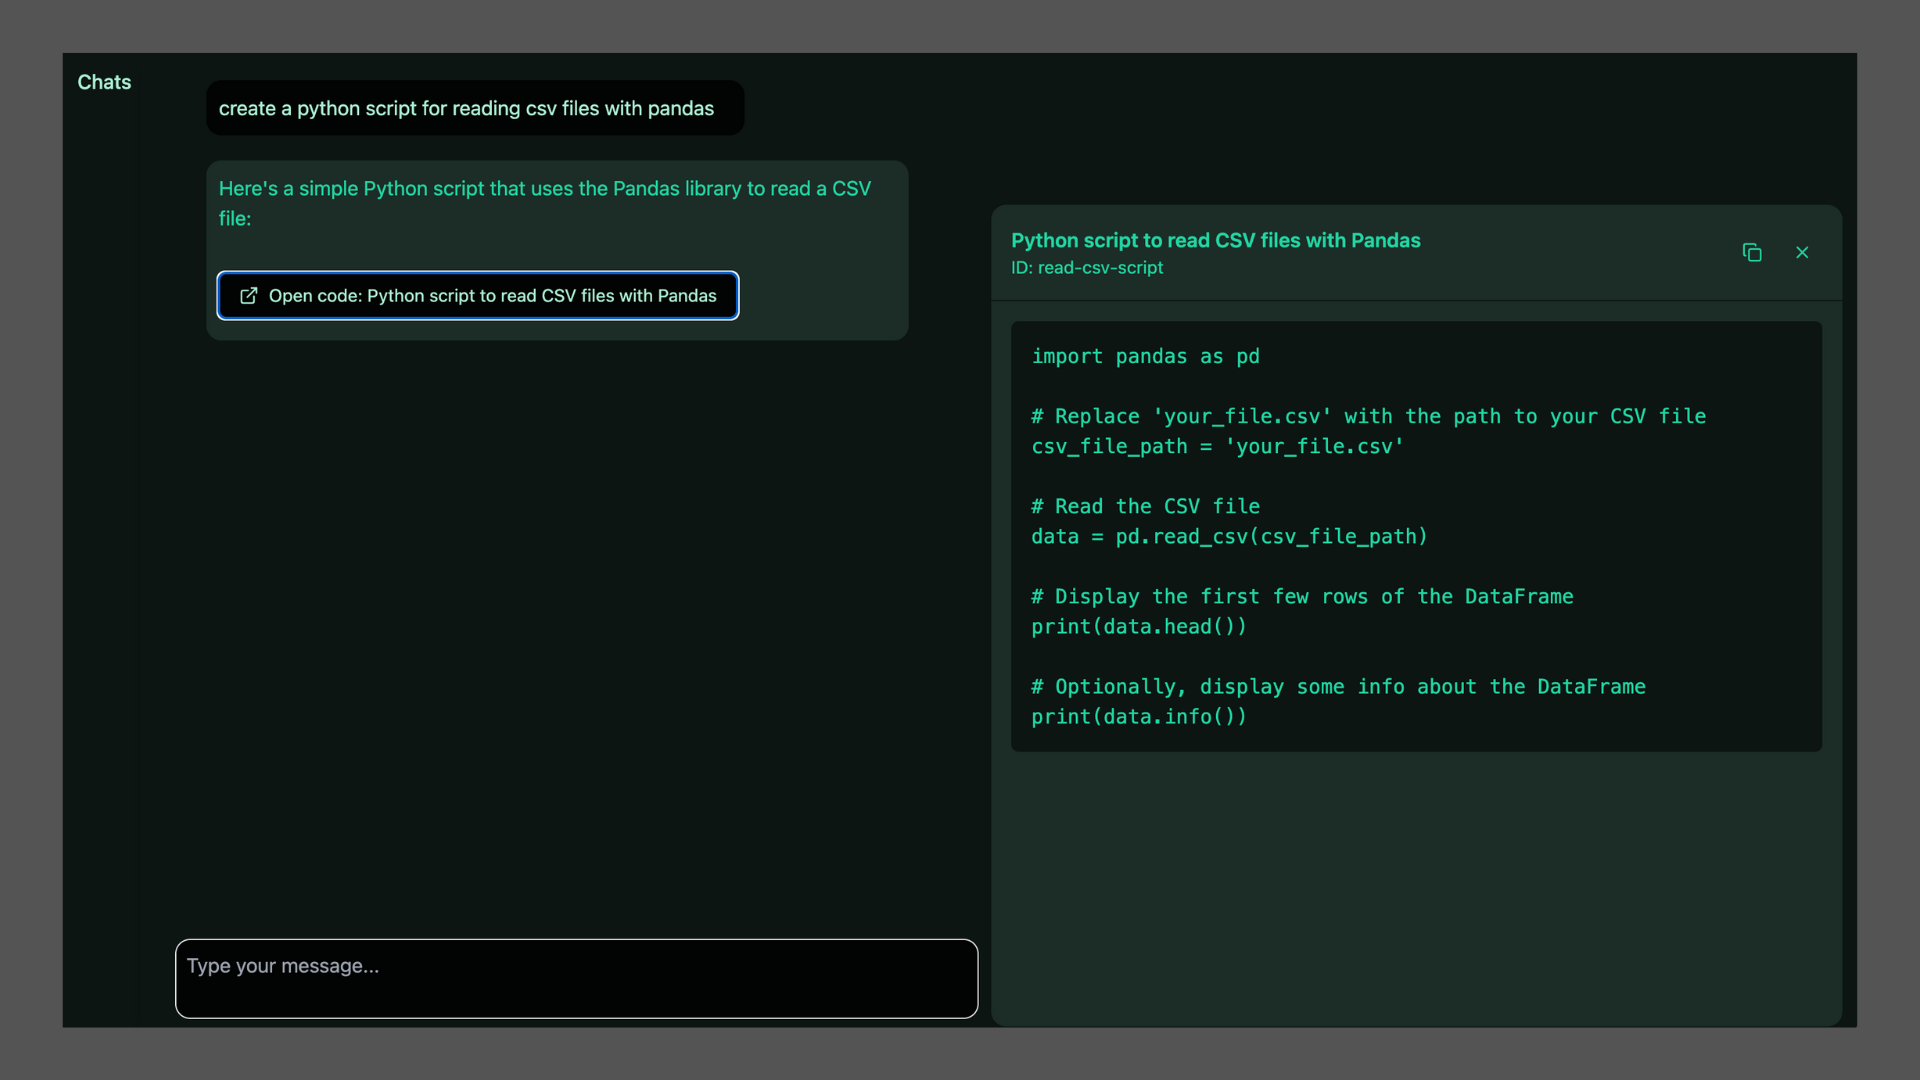 Chats
create a python script for reading csv files with pandas
Here's a simple Python script that uses the Pandas library to read a CSV
file:
Open code: Python script to read CSV files with Pandas
Type your message...
Python script to read CSV files with Pandas
ID: read-csv-script
import pandas as pd
# Replace 'your_file.csv' with the path to your CSV file
csv_file_path = 'your_file.csv'
# Read the CSV file
data = pd.read_csv(csv_file_path)
# Display the first few rows of the DataFrame
print(data.head())
# Optionally, display some info about the DataFrame
print(data.info())